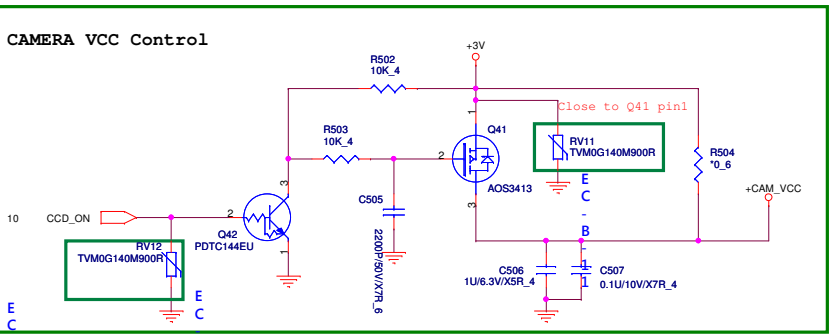 CAMERA VCC Control
+3V
R502
10K_4
Close to Q41 pin1
1
R503
10K_4
Q41
RV11
TVM0G140M900R
R504
*0_6
2
AOS3413
E
C
-
B
-
1
1
3
C505
2200P/50V/X7R_6
3
+CAM_VCC
10
CCD_ON
2
Q42
PDTC144EU
1
RV12
TVM0G140M900R
C506
1U/6.3V/X5R_4
C507
0.1U/10V/X7R_4
E
C
E
C